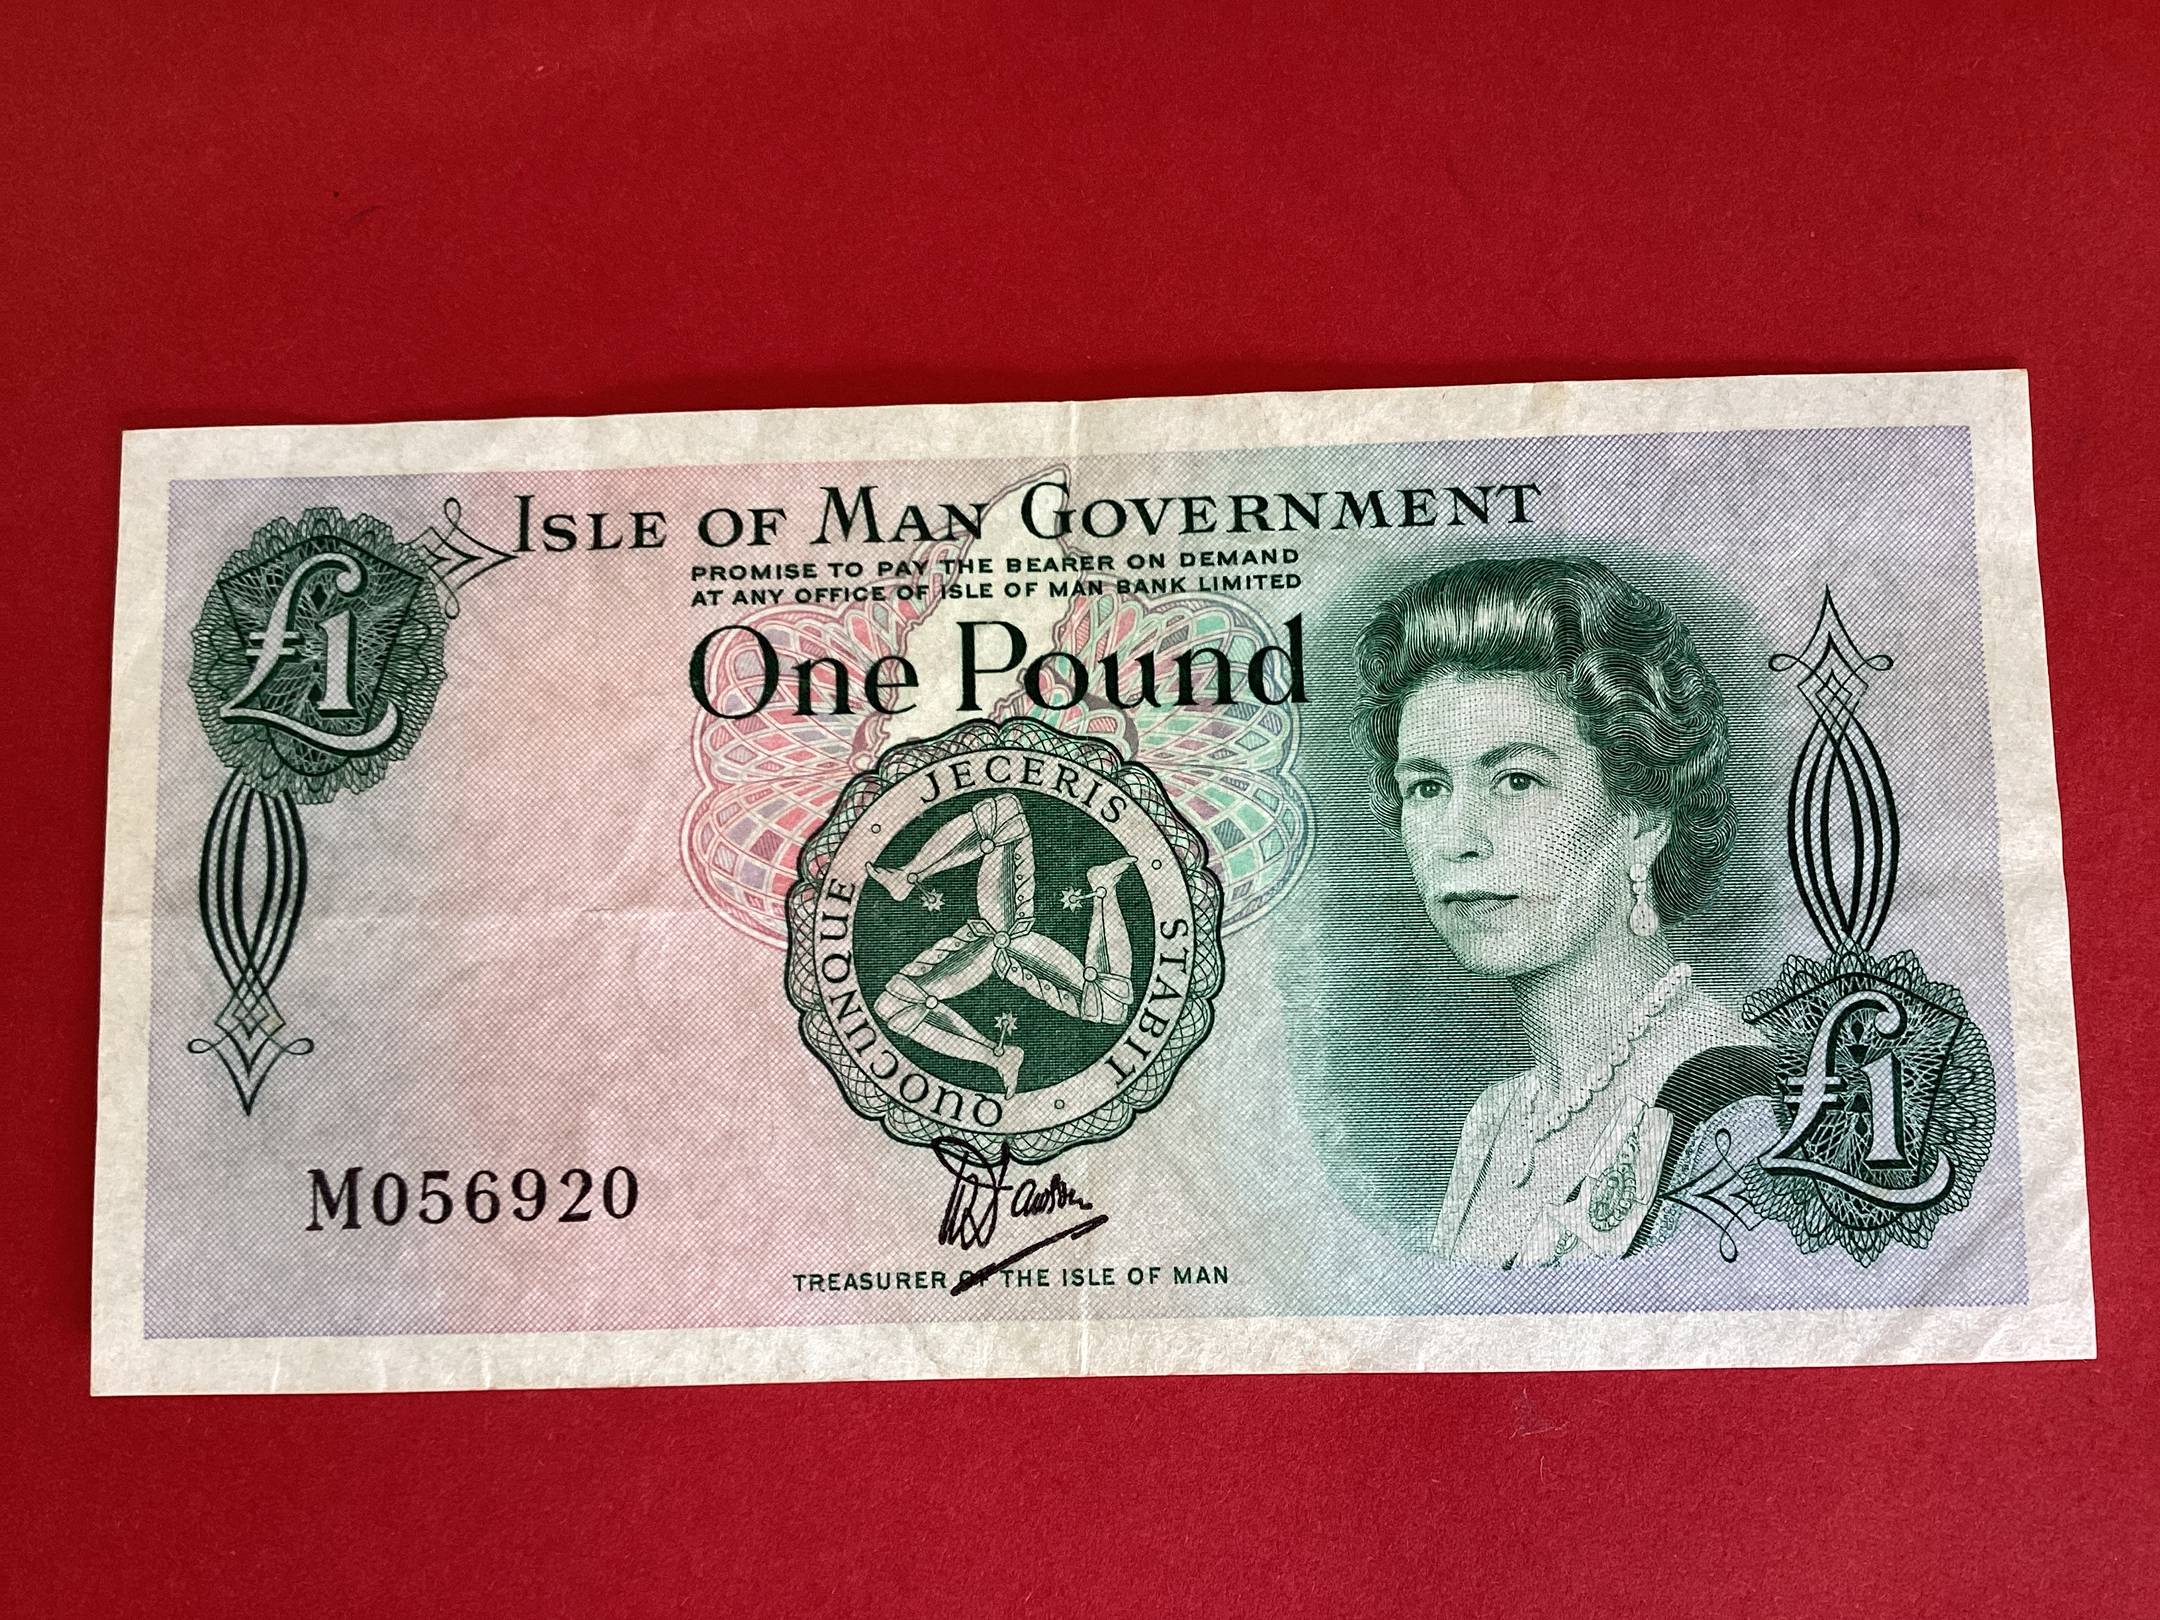 £1
ISLE OF MAN GOVERNMENT
PROMISE TO PAY THE BEARER ON DEMAND
AT ANY OFFICE OF ISLE OF MAN BANK LIMITED
One Pound
QUOCUNQUE JECERIS STABIT
£1
M056920
TREASURER OF THE ISLE OF MAN